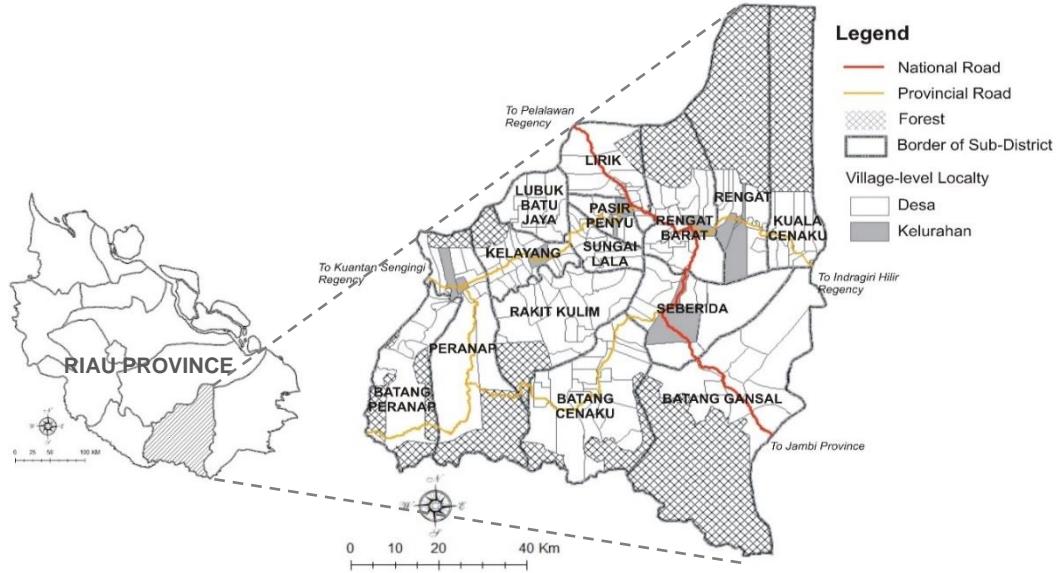 Legend
National Road
Provincial Road
Forest
Border of Sub-District
Village-level Locality
Desa
Kelurahan
To Pelalawan
Regency
LIRIK
LUBUK
BATU
JAYA
PASIR
PENYU
RENGAT
BARAT
RENGAT
KUALA
CENAKU
KELAYANG
SUNGAI
LALA
To Kuantan Sengingi
Regency
To Indragiri Hilir
Regency
RAKIT KULIM
SEBERIDA
PERANAP
BATANG
PERANAP
BATANG
CENAKU
BATANG GANSAL
To Jambi Province
RIAU PROVINCE
N
W E
S
0 25 50 100 KM
N
W E
S
0 10 20 40 Km